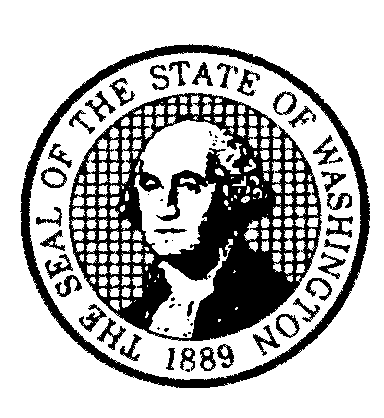 THE SEAL OF THE STATE OF WASHINGTON
1889